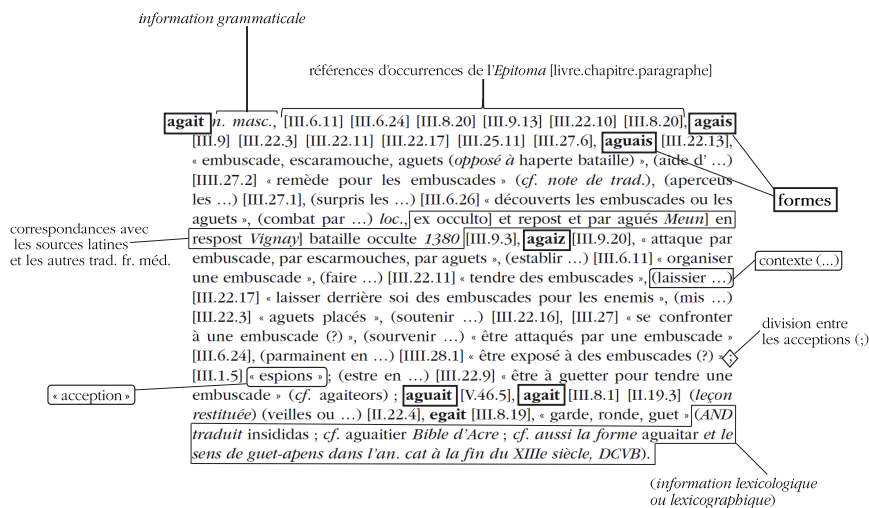 information grammaticale
références d'occurrences de l'Epitoma [livre.chapitre.paragraphe]
agait n. masc., [III.6.11] [III.6.24] [III.8.20] [III.9.13] [III.22.10] [III.8.20], agais
[III.9] [III.22.3] [III.22.11] [III.22.17] [III.25.11] [III.27.6], aguais [III.22.13],
« embuscade, escaramouche, aguets (opposé à haperte bataille) », (aide d' …)
[IIII.27.2] « remède pour les embuscades » (cf. note de trad.), (aperceus
les …) [III.27.1], (surpris les …) [III.6.26] « découverts les embuscades ou les
aguets », (combat par …) loc., ex occulto] et repost et par agués Meun] en
respost Vignay] bataille occulte 1380 [III.9.3], agaiz [III.9.20], « attaque par
embuscade, par escarmouches, par aguets », (establir …) [III.6.11] « organiser
une embuscade », (faire …) [III.22.11] « tendre des embuscades », (laissier …)
[III.22.17] « laisser derrière soi des embuscades pour les enemis », (mis …)
[III.22.3] « aguets placés », (soutenir …) [III.22.16], [III.27] « se confronter
à une embuscade (?) », (sourvenir …) « être attaqués par une embuscade »
[III.6.24], (parmainent en …) [IIII.28.1] « être exposé à des embuscades (?) » ;
[III.1.5] « espions » ; (estre en …) [III.22.9] « être à guetter pour tendre une
embuscade » (cf. agaiteors) ; aguait [V.46.5], agait [III.8.1] [II.19.3] (leçon
restituée) (veilles ou …) [II.22.4], egait [III.8.19], « garde, ronde, guet » (AND
traduit insididas ; cf. aguaitier Bible d'Acre ; cf. aussi la forme aguaitar et le
sens de guet-apens dans l'an. cat à la fin du XIIIe siècle, DCVB).
formes
correspondances avec
les sources latines
et les autres trad. fr. méd.
contexte (...)
division entre
les acceptions (;)
« acception »
(information lexicologique
ou lexicographique)